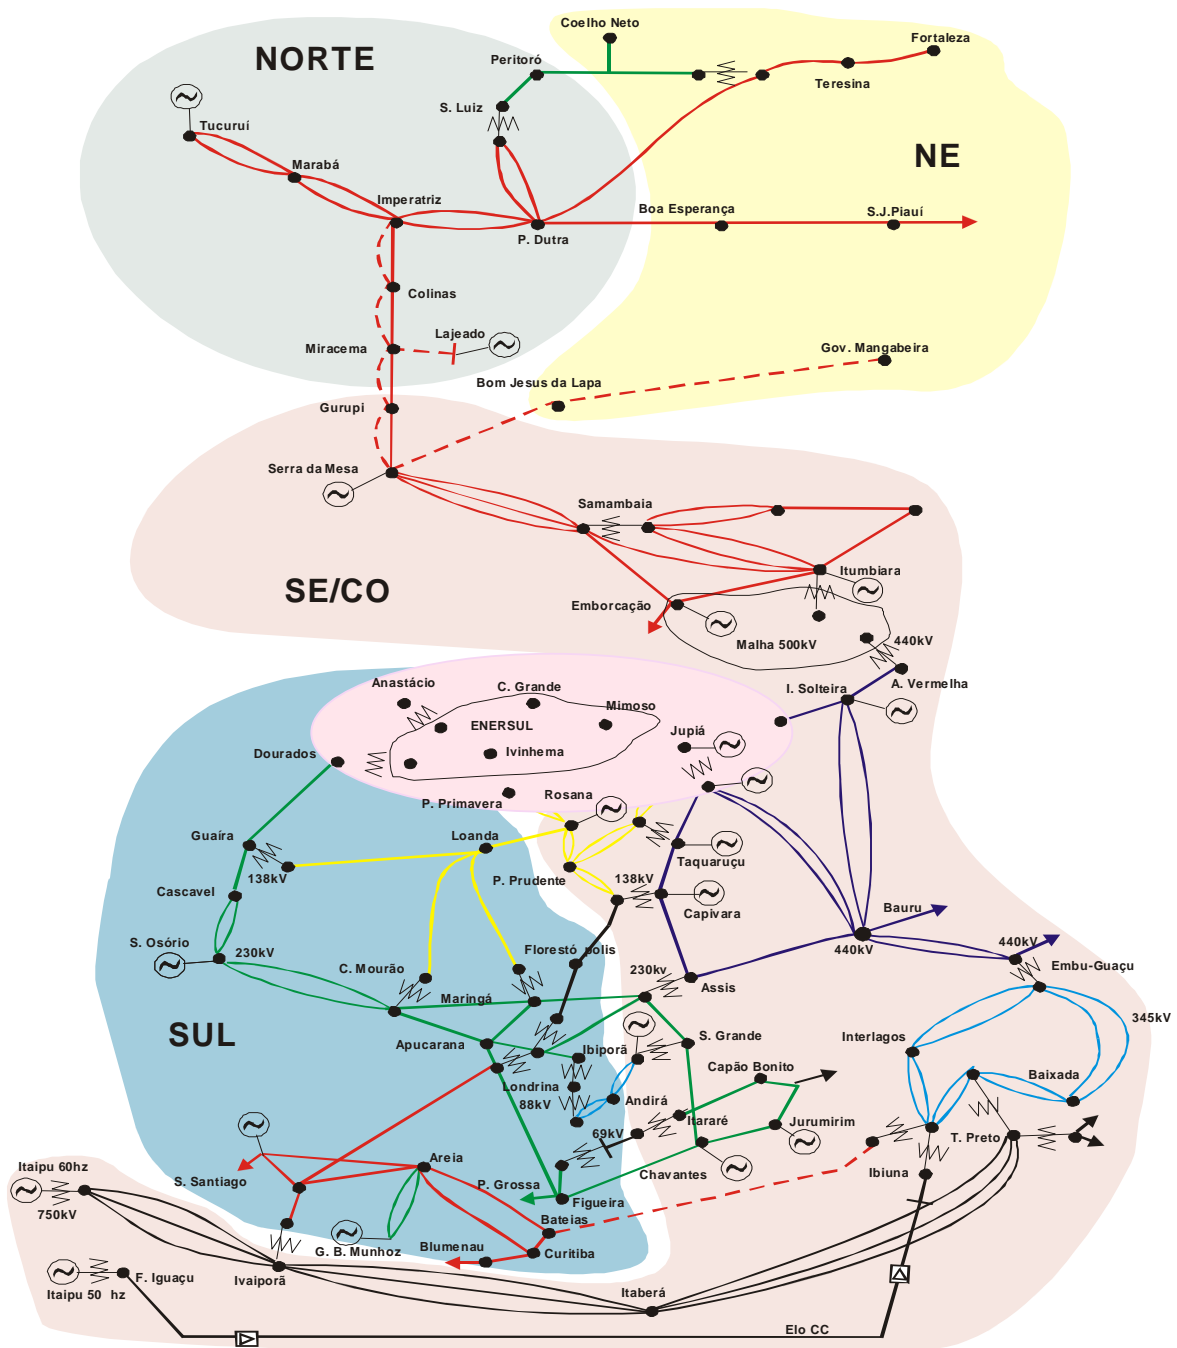 Coelho Neto
Fortaleza
NORTE
Peritoró
Teresina
S. Luiz
Tucuruí
NE
Marabá
Imperatriz
Boa Esperança
S.J.Piauí
P. Dutra
Colinas
Lajeado
Miracema
Gov. Mangabeira
Bom Jesus da Lapa
Gurupi
Serra da Mesa
Samambaia
Itumbiara
SE/CO
Emborcação
Malha 500kV
440kV
Anastácio
C. Grande
I. Solteira
A. Vermelha
Mimoso
ENERSUL
Jupiá
Dourados
Ivinhema
P. Primavera
Rosana
Guaíra
Loanda
Taquaruçu
138kV
P. Prudente
138kV
Cascavel
Capivara
Bauru
S. Osório
230kV
Florestó polis
440kV
440kV
C. Mourão
230kv
Embu-Guaçu
Maringá
Assis
345kV
SUL
Apucarana
Ibiporã
S. Grande
Interlagos
Capão Bonito
Baixada
Londrina
88kV
Andirá
Itararé
Jurumirim
69kV
T. Preto
Itaipu 60hz
Areia
S. Santiago
P. Grossa
Chavantes
Ibiuna
750kV
Figueira
Bateias
G. B. Munhoz
Blumenau
Curitiba
F. Iguaçu
Ivaiporã
Itaipu 50 hz
Itaberá
Elo CC